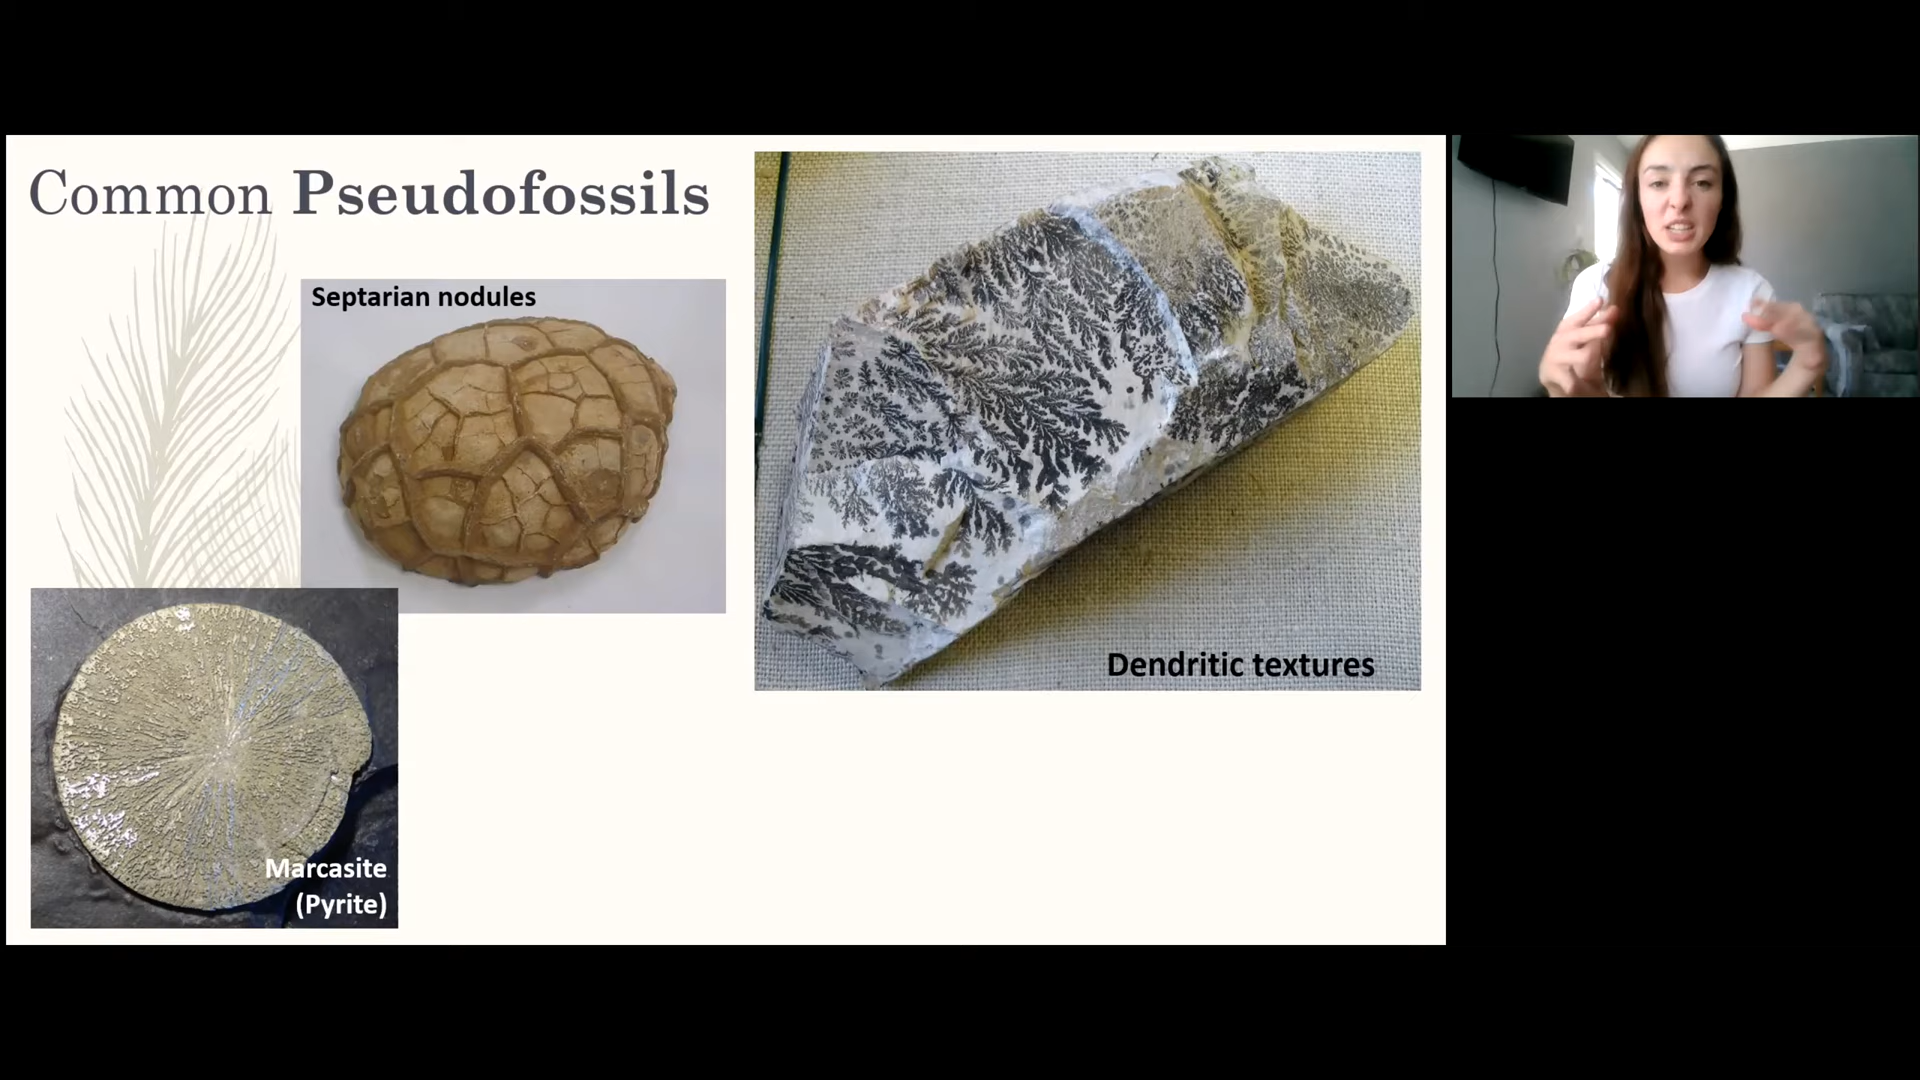 Common Pseudofossils
Septarian nodules
Dendritic textures
Marcasite
(Pyrite)